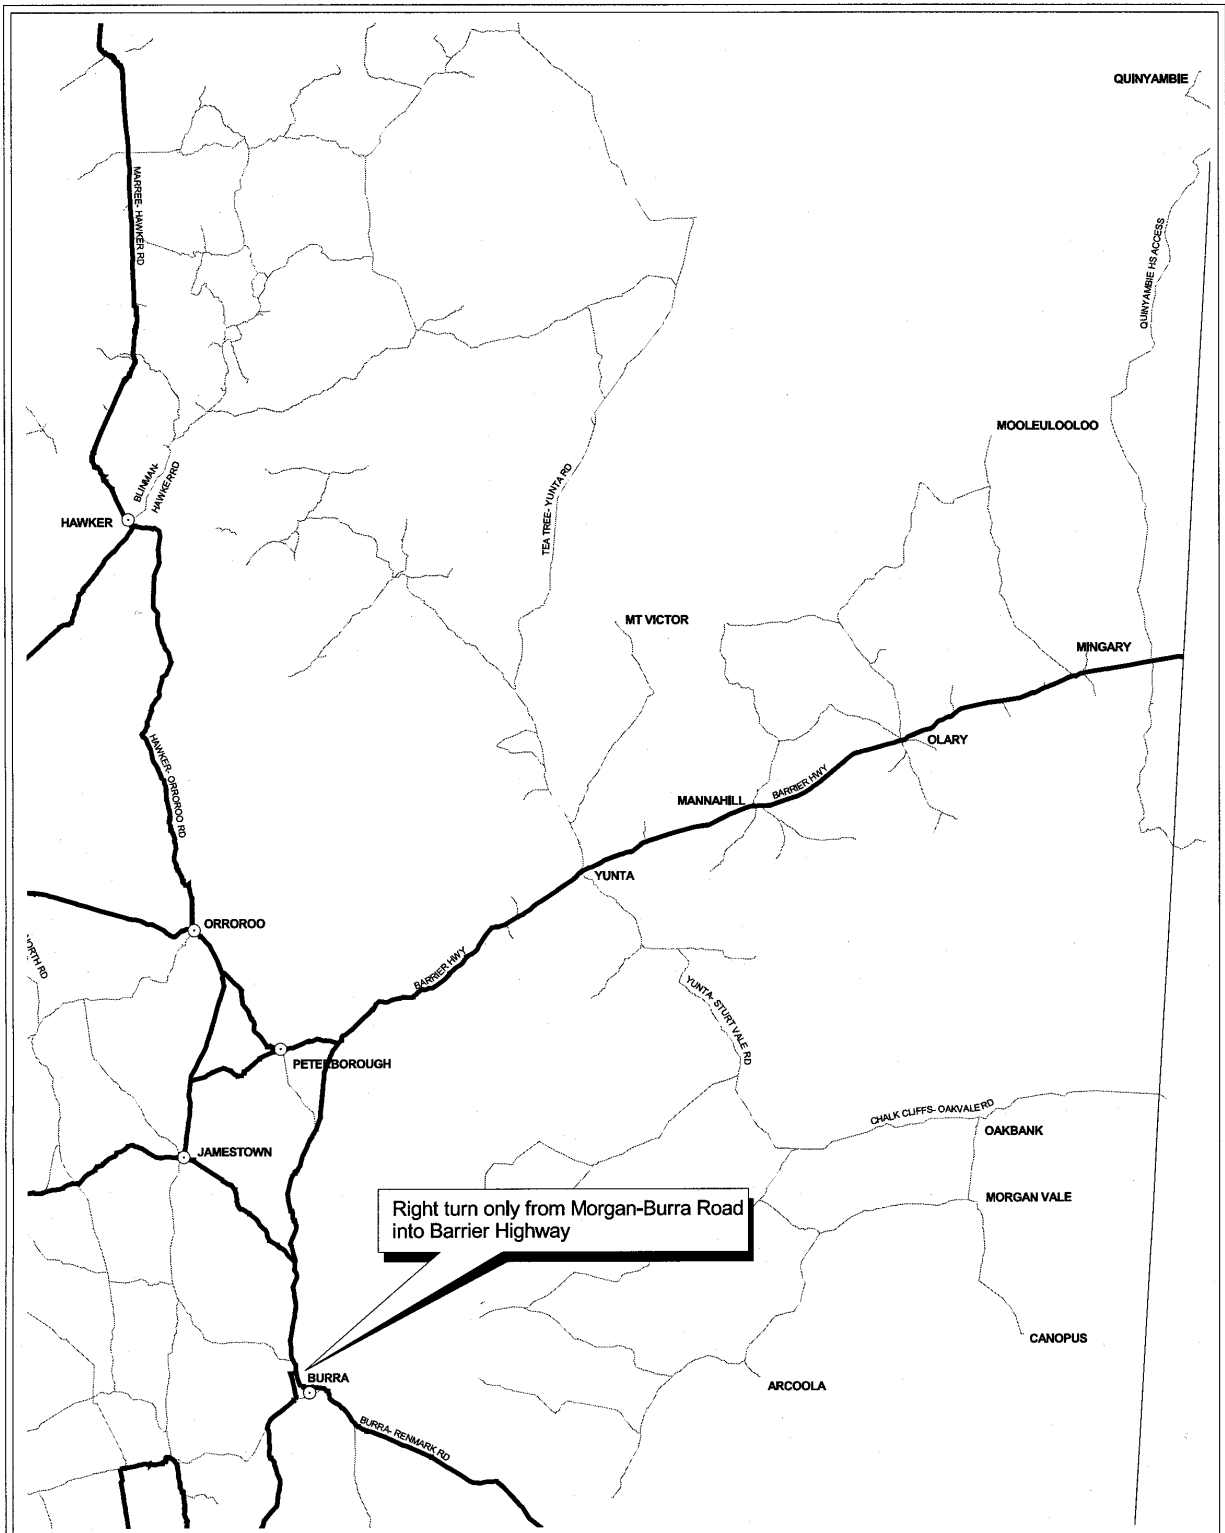 QUINYAMBIE
MARREE- HAWKER RD
QUINYAMBIE HS ACCESS
MOOLEULOOLOO
BLINMAN-
HAWKER RD
TEA TREE- YUNTA RD
HAWKER
MT VICTOR
MINGARY
HAWKER- ORROROO RD
OLARY
BARRIER HWY
MANNAHILL
YUNTA
ORROROO
NORTH RD
BARRIER HWY
YUNTA- STURT VALE RD
PETERBOROUGH
CHALK CLIFFS- OAKVALE RD
OAKBANK
JAMESTOWN
MORGAN VALE
Right turn only from Morgan-Burra Road
into Barrier Highway
CANOPUS
BURRA
ARCOOLA
BURRA- RENMARK RD